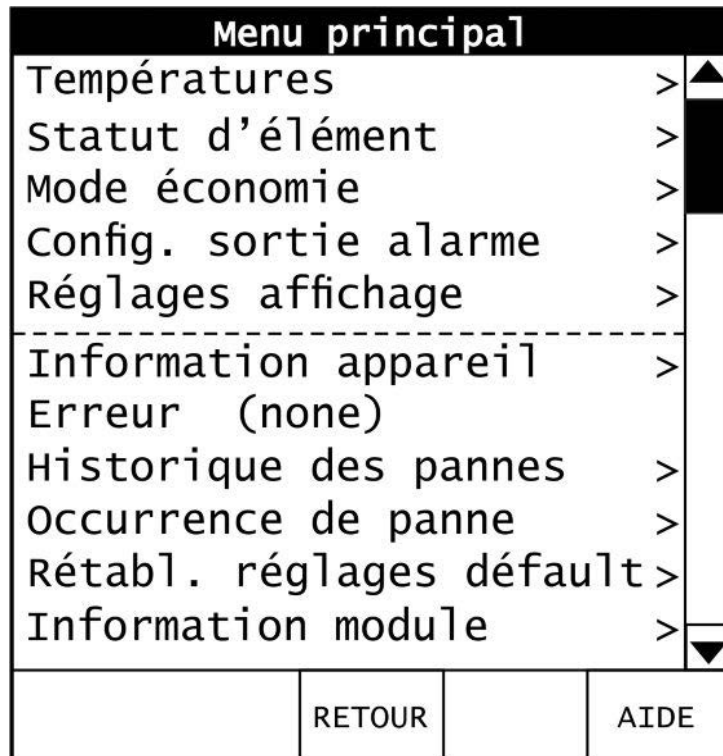 Menu principal
Températures >
Statut d’élément >
Mode économie >
Config. sortie alarme >
Réglages affichage >
Information appareil >
Erreur (none)
Historique des pannes >
Occurrence de panne >
Rétabl. réglages défault >
Information module >
RETOUR AIDE